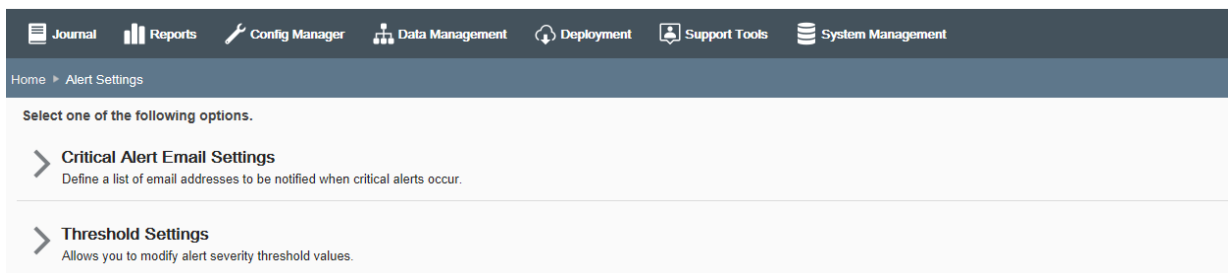 Journal Reports Config Manager Data Management Deployment Support Tools System Management
Home Alert Settings
Select one of the following options.
Critical Alert Email Settings
Define a list of email addresses to be notified when critical alerts occur.
Threshold Settings
Allows you to modify alert severity threshold values.